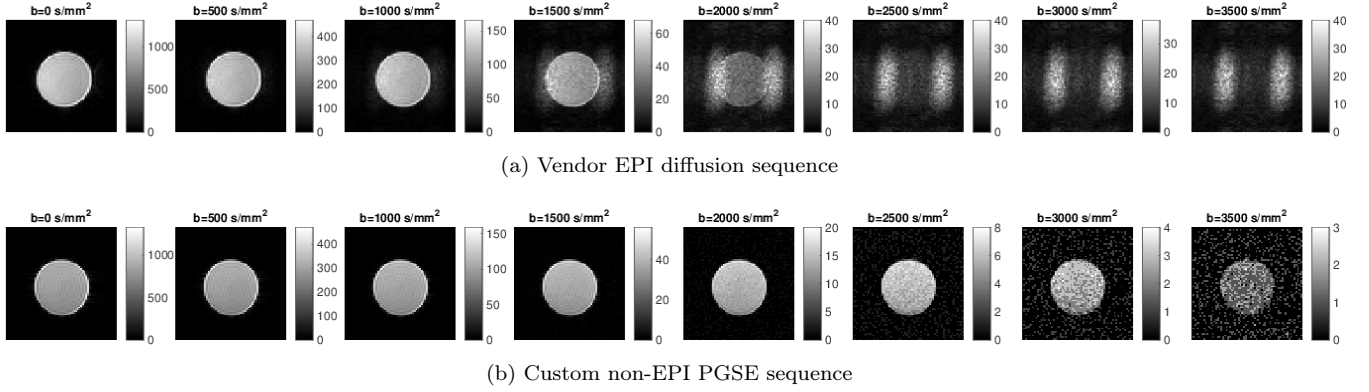 b=0 s/mm² b=500 s/mm² b=1000 s/mm² b=1500 s/mm² b=2000 s/mm² b=2500 s/mm² b=3000 s/mm² b=3500 s/mm²
1000 400 150 100 60 40 40 40
500 300 100 50 40 30 30 30
0 200 50 0 20 20 20 20
100 0 0 10 10 10
0 0 0 0
(a) Vendor EPI diffusion sequence
b=0 s/mm² b=500 s/mm² b=1000 s/mm² b=1500 s/mm² b=2000 s/mm² b=2500 s/mm² b=3000 s/mm² b=3500 s/mm²
1000 400 150 40 20 8 4 3
500 300 100 20 15 6 3 2
0 200 50 0 10 4 2 1
100 0 5 2 1 0
0 0 0 0
(b) Custom non-EPI PGSE sequence